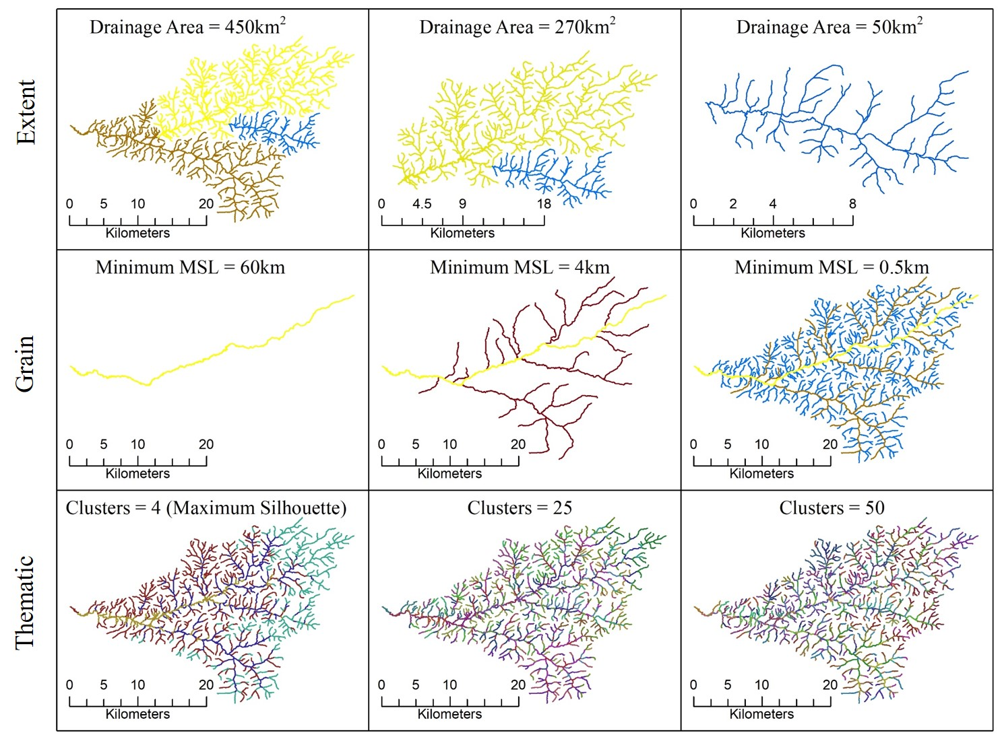 Extent
Drainage Area = 450km²
0 5 10 20
Kilometers
Drainage Area = 270km²
0 4.5 9 18
Kilometers
Drainage Area = 50km²
0 2 4 8
Kilometers
Grain
Minimum MSL = 60km
0 5 10 20
Kilometers
Minimum MSL = 4km
0 5 10 20
Kilometers
Minimum MSL = 0.5km
0 5 10 20
Kilometers
Thematic
Clusters = 4 (Maximum Silhouette)
0 5 10 20
Kilometers
Clusters = 25
0 5 10 20
Kilometers
Clusters = 50
0 5 10 20
Kilometers